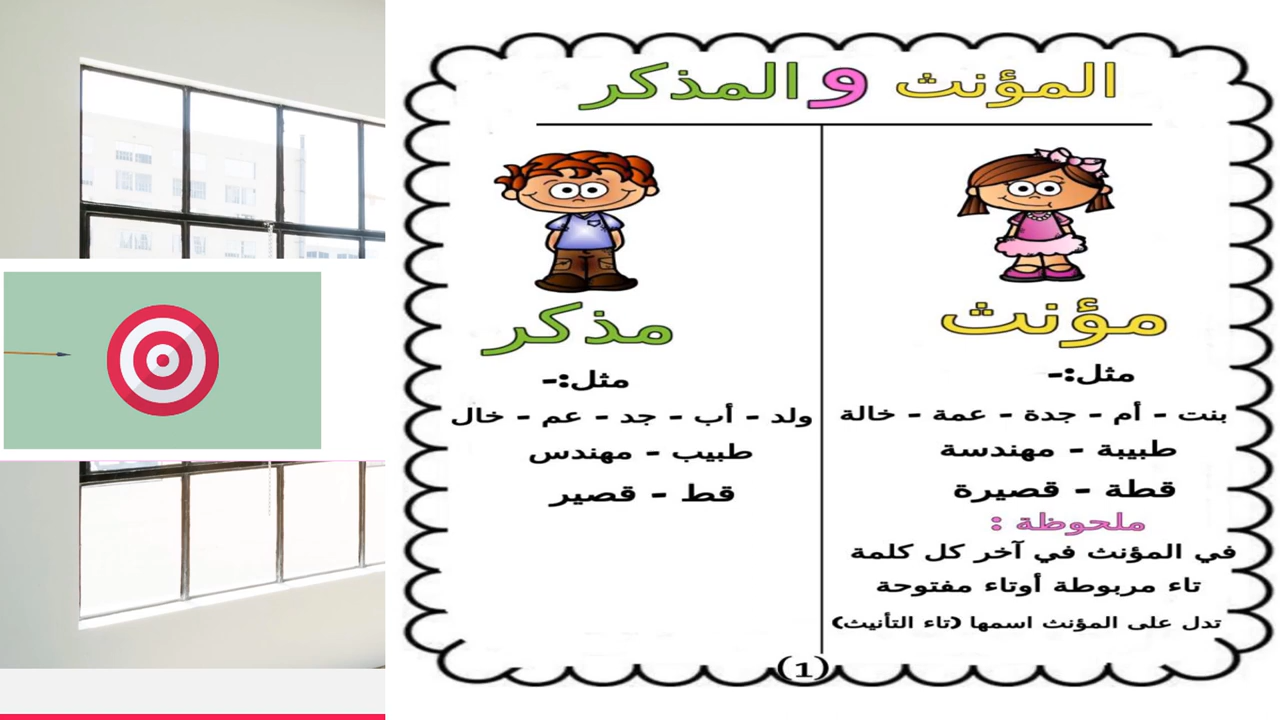 المؤنث و المذكر
مؤنث
مثل:-
بنت - أم - جدة - عمة - خالة
طبيبة - مهندسة
قطة - قصيرة
ملحوظة :
في المؤنث في آخر كل كلمة
تاء مربوطة أوتاء مفتوحة
تدل على المؤنث اسمها (تاء التأنيث)
مذكر
مثل:-
ولد - أب - جد - عم - خال
طبيب - مهندس
قط - قصير
(1)